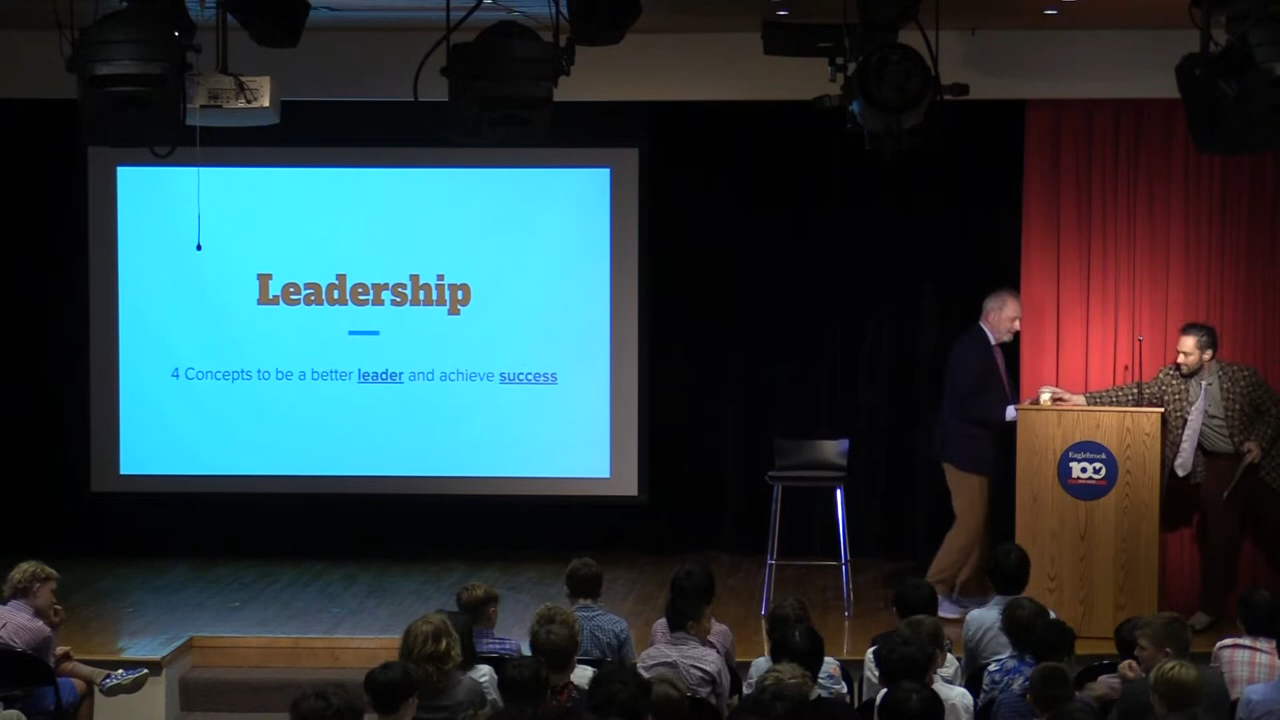 Leadership
4 Concepts to be a better leader and achieve success
Eaglebrook
100